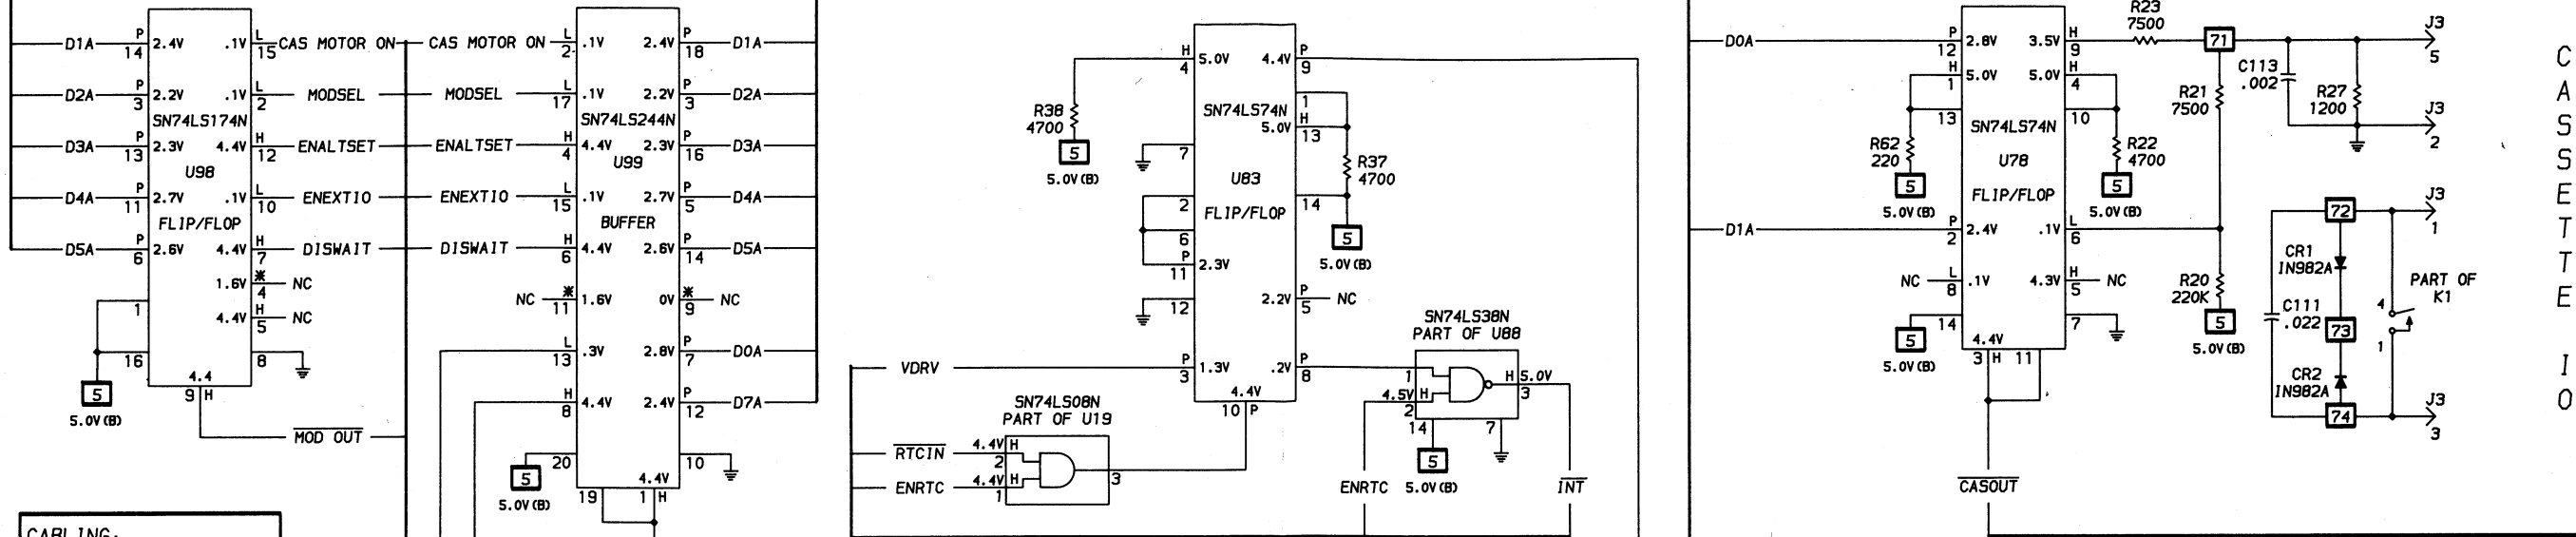 D1A P 14 2.4V .1V L 15 CAS MOTOR ON
D2A P 3 2.2V .1V L 2 MODSEL
SN74LS174N
D3A P 13 2.3V 4.4V H 12 ENALTSET
U98
D4A P 11 2.7V .1V L 10 ENEXTIO
FLIP/FLOP
D5A P 6 2.6V 4.4V H 7 DISWAIT
1.6V * 4 NC
1
4.4V H 5 NC
16 8
4.4
9 H
5
5.0V(B)
MOD OUT
CABLING:
CAS MOTOR ON L 2 .1V 2.4V P 18 D1A
MODSEL L 17 .1V 2.2V P 3 D2A
SN74LS244N
ENALTSET H 4 4.4V 2.3V P 16 D3A
U99
ENEXTIO L 15 .1V 2.7V P 5 D4A
BUFFER
DISWAIT H 6 4.4V 2.6V P 14 D5A
NC * 11 1.6V 0V * 9 NC
L 13 .3V 2.8V P 7 D0A
H 8 4.4V 2.4V P 12 D7A
20 10
5
5.0V(B)
4.4V
19 1 H
H 4 5.0V 4.4V P 9
R38
4700
5
5.0V(B)
1
SN74LS74N
5.0V H 13
7
R37
4700
U83
2 14
FLIP/FLOP
6
5
5.0V(B)
P 11 2.3V
12 2.2V P 5 NC
VDRV P 3 1.3V .2V P 8
4.4V
10 P
SN74LS08N
PART OF U19
RTCIN 4.4V H 2
3
ENRTC 4.4V H 1
SN74LS38N
PART OF U88
1
H 5.0V
3
4.5V H
2
14 7
5
ENRTC 5.0V(B) INT
D0A P 12 2.8V 3.5V H 9
R23
7500
71
J3
5
H 1 5.0V 5.0V H 4
C113
.002
R21
7500
R27
1200
13 10
SN74LS74N
J3
2
R62
220
U78
R22
4700
5
5.0V(B)
FLIP/FLOP
5
5.0V(B)
D1A P 2 2.4V .1V L 6
NC L 8 .1V 4.3V H 5 NC
R20
220K
14 7
5
5.0V(B)
5
5.0V(B)
4.4V
3 H 11
CASOUT
72
J3
1
CR1
IN982A
PART OF
K1
C111
.022
4
73
1
CR2
IN982A
74
J3
3
CASSETTE IO